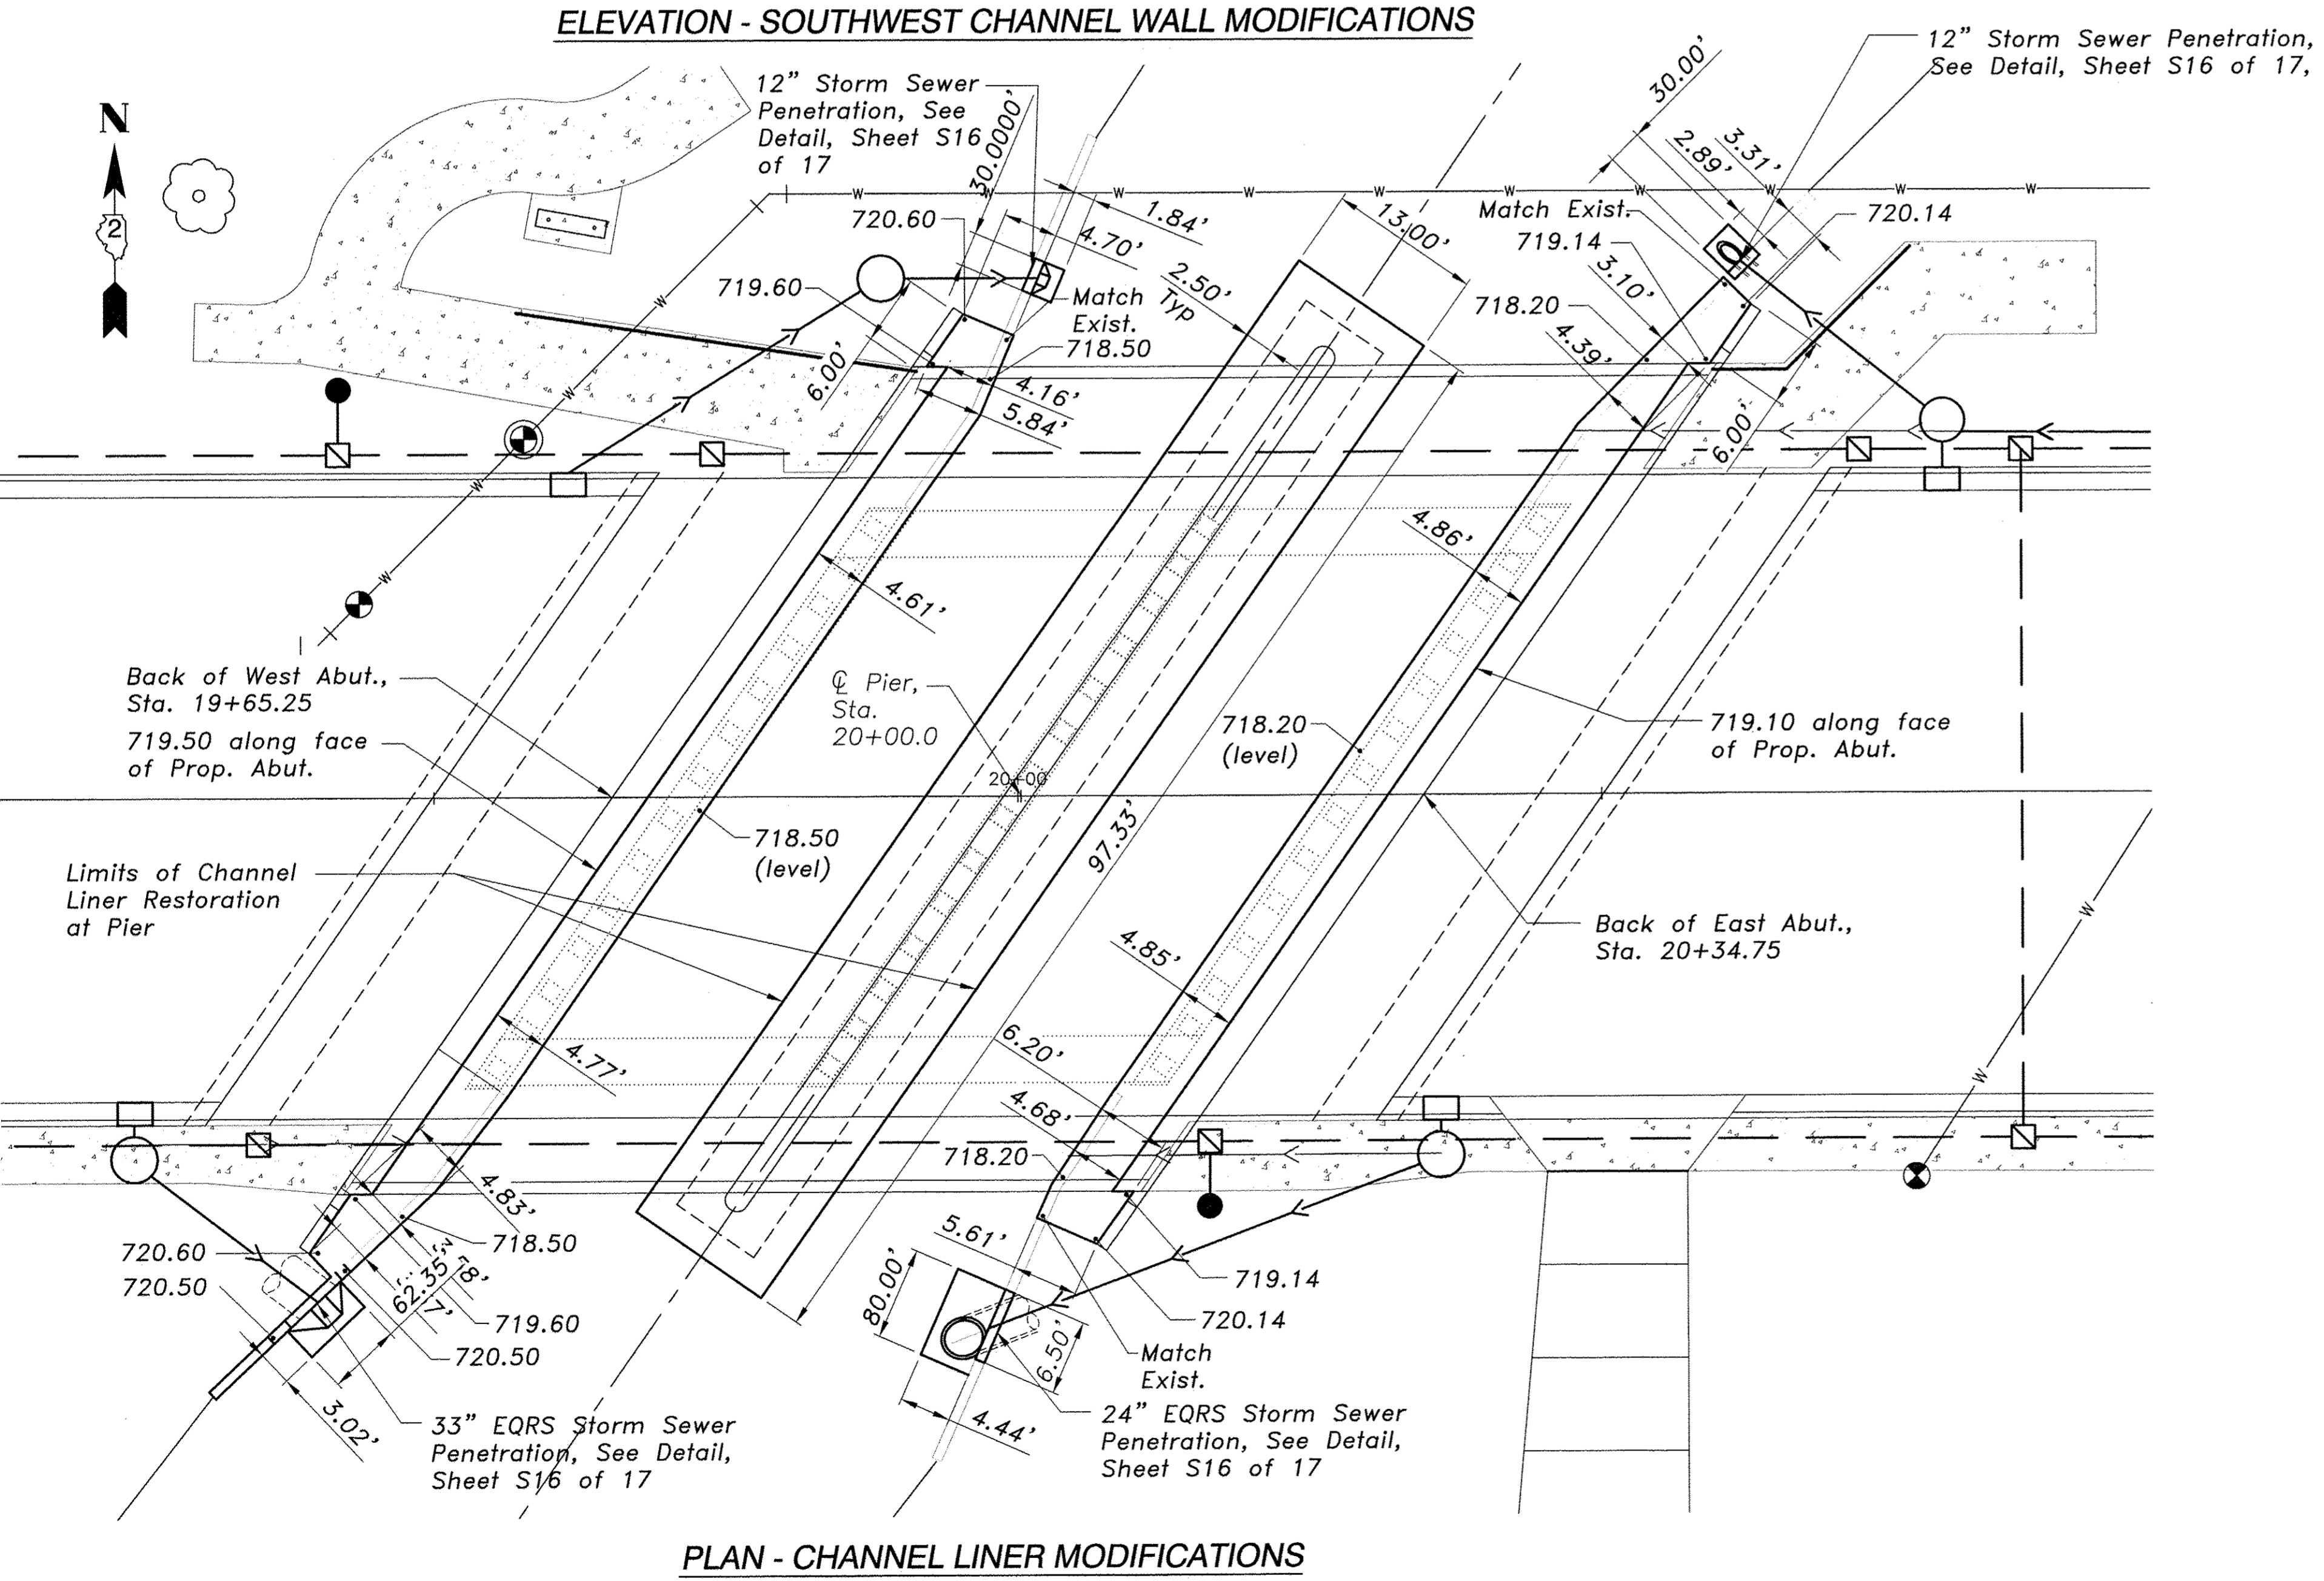 ELEVATION - SOUTHWEST CHANNEL WALL MODIFICATIONS
12” Storm Sewer Penetration,
See Detail, Sheet S16 of 17,
12” Storm Sewer
Penetration, See
Detail, Sheet S16
of 17
N
2
30.0000’
30.00’
2.89’
3.31’
W W W W W W W W W W
720.60
1.84’
4.70’
13.00’
Match Exist.
720.14
719.14
719.60
2.50’
Typ
Match
Exist.
718.50
3.10’
718.20
4.39’
6.00’
4.16’
5.84’
6.00’
W
W
W
W
4.86’
4.61’
Back of West Abut.,
Sta. 19+65.25
719.50 along face
of Prop. Abut.
℄ Pier,
Sta.
20+00.0
20+00
718.20
(level)
719.10 along face
of Prop. Abut.
718.50
(level)
97.33’
Limits of Channel
Liner Restoration
at Pier
W
Back of East Abut.,
Sta. 20+34.75
4.85’
4.77’
6.20’
W
4.68’
718.20
4.83’
718.50
720.60
720.50
62.35’
5.61’
80.00’
719.14
719.60
720.14
720.50
6.50’
Match
Exist.
3.02’
4.44’
33” EQRS Storm Sewer
Penetration, See Detail,
Sheet S16 of 17
24” EQRS Storm Sewer
Penetration, See Detail,
Sheet S16 of 17
PLAN - CHANNEL LINER MODIFICATIONS